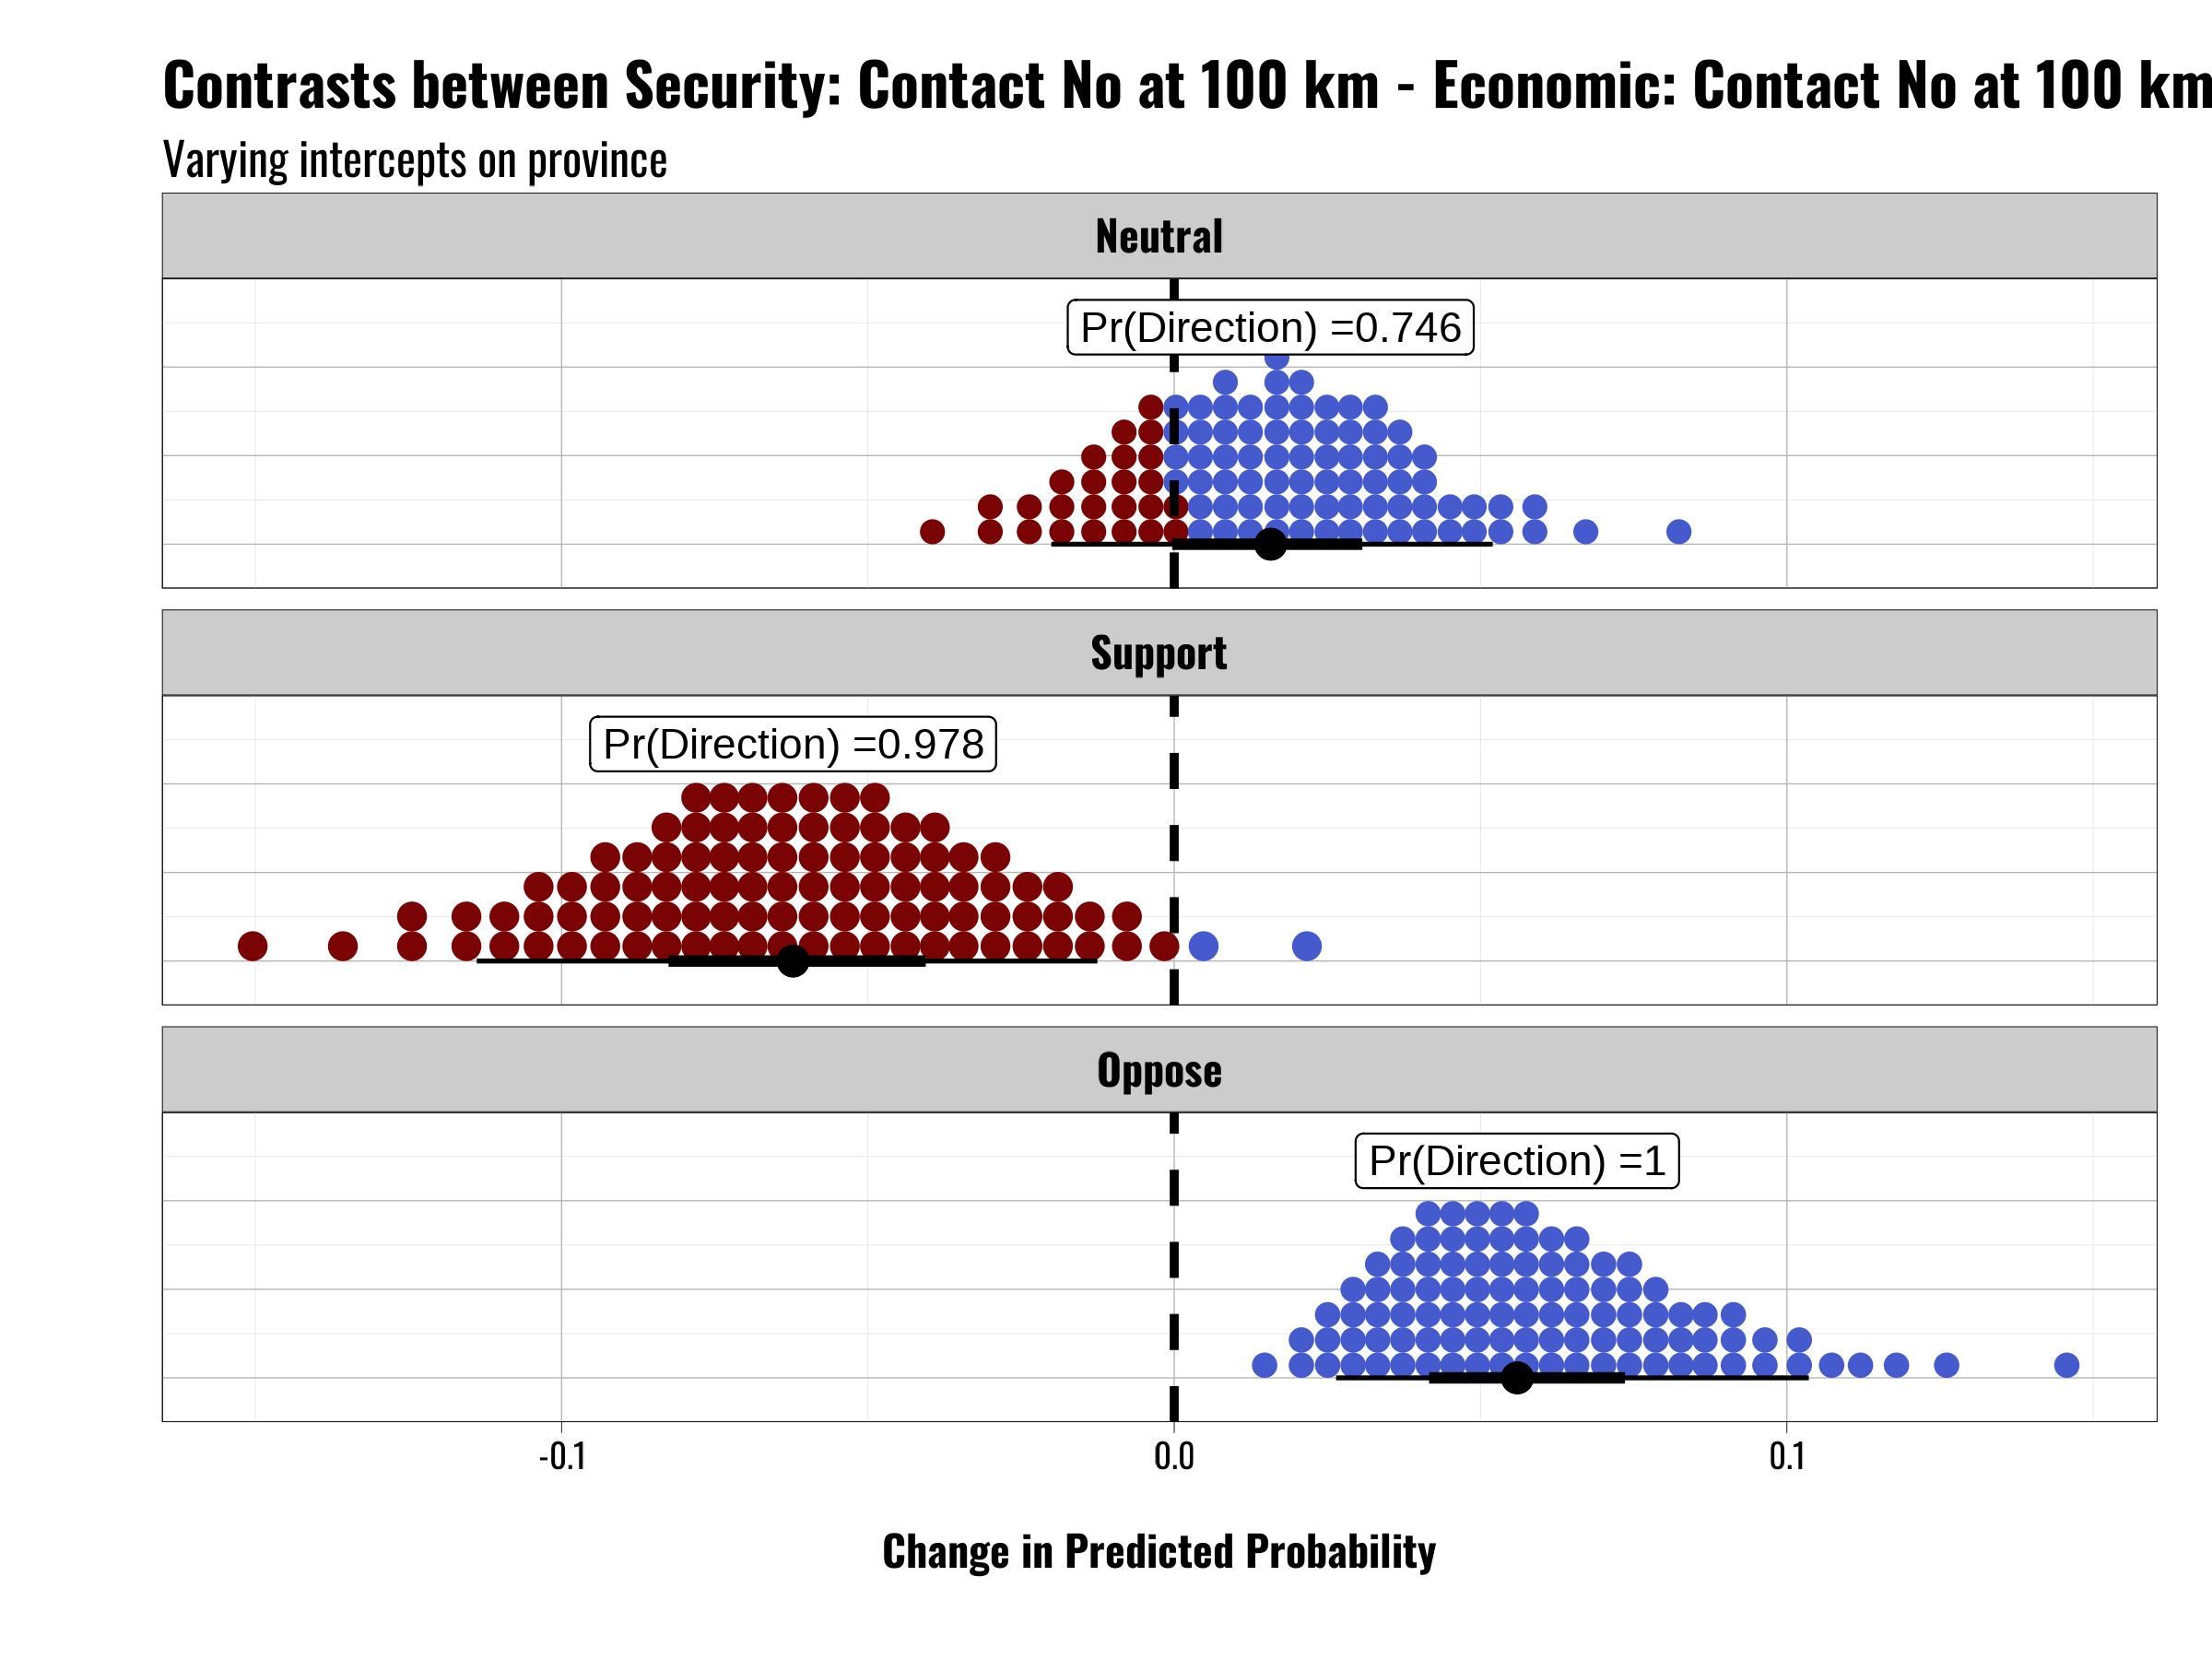 Contrasts between Security: Contact No at 100 km - Economic: Contact No at 100 km
Varying intercepts on province
Neutral
Pr(Direction) =0.746
Support
Pr(Direction) =0.978
Oppose
Pr(Direction) =1
-0.1 0.0 0.1
Change in Predicted Probability